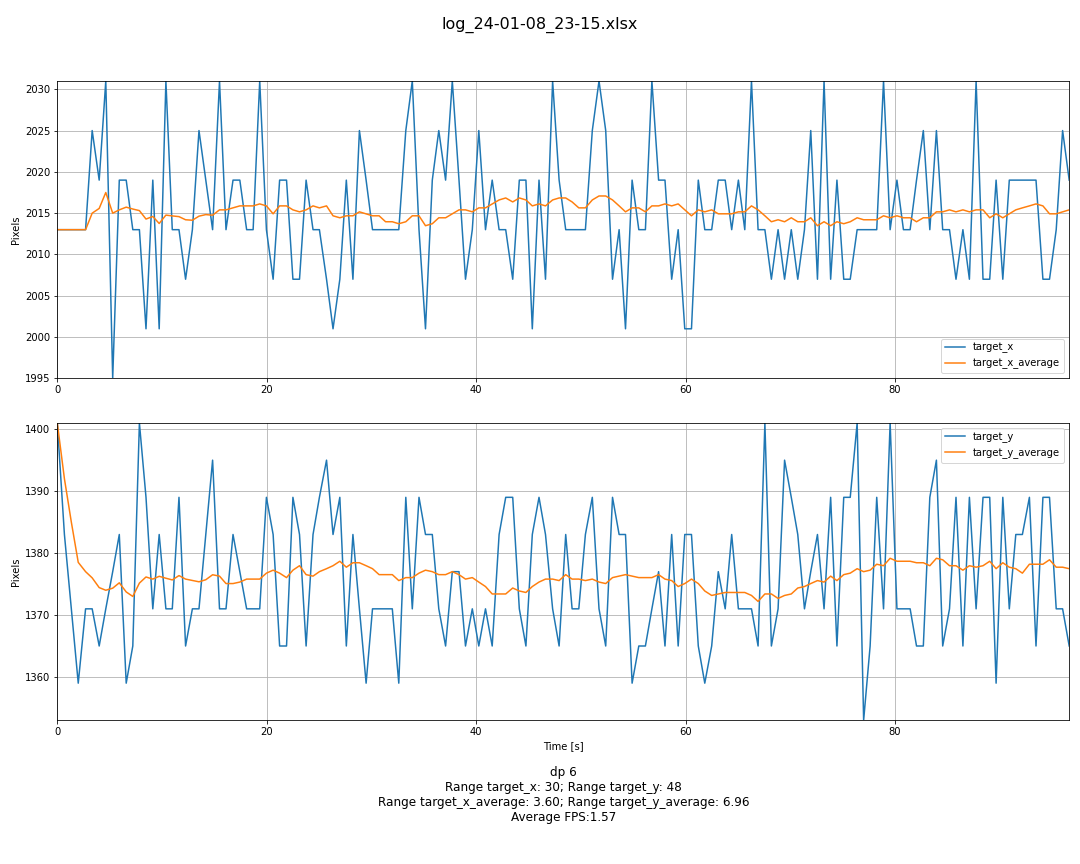 log_24-01-08_23-15.xlsx
2030
2025
2020
2015
2010
2005
2000
1995
Pixels
0
20
40
60
80
target_x
target_x_average
1400
1390
1380
1370
1360
Pixels
target_y
target_y_average
0
20
40
60
80
Time [s]
dp 6
Range target_x: 30; Range target_y: 48
Range target_x_average: 3.60; Range target_y_average: 6.96
Average FPS:1.57